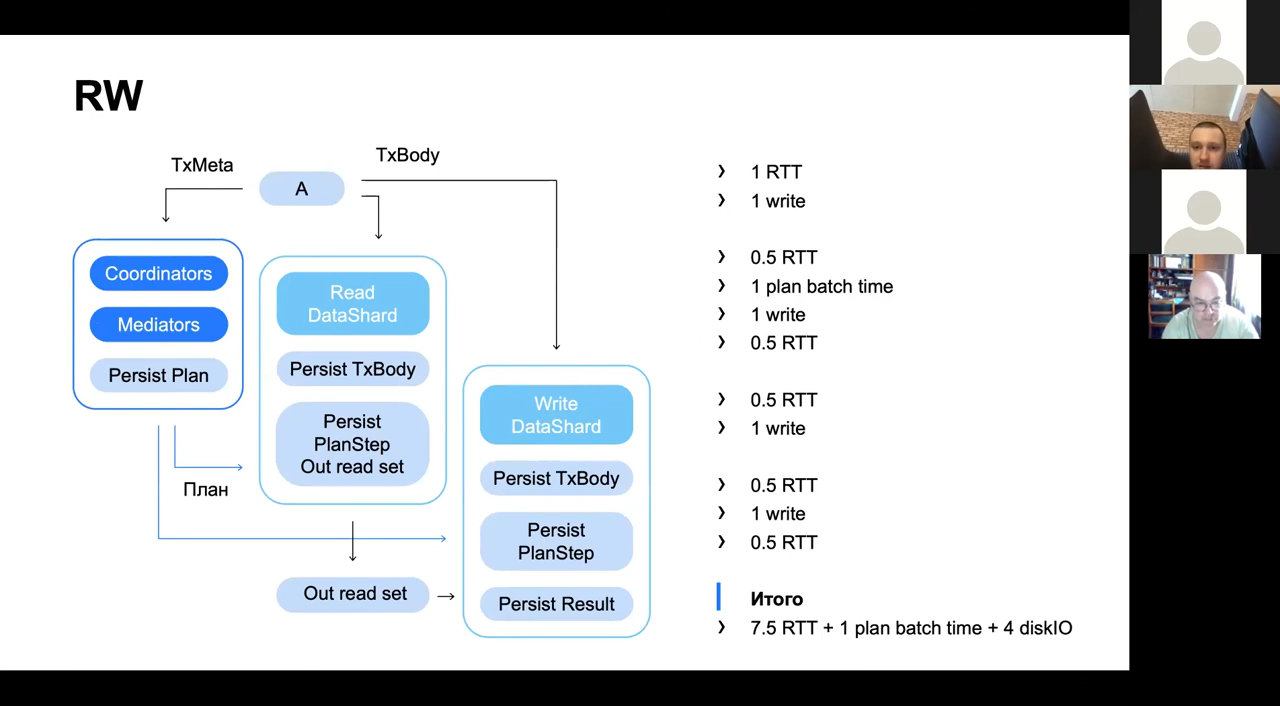 RW
TxMeta
TxBody
A
Coordinators
Mediators
Persist Plan
План
Read
DataShard
Persist TxBody
Persist
PlanStep
Out read set
Out read set
Write
DataShard
Persist TxBody
Persist
PlanStep
Persist Result
1 RTT
1 write
0.5 RTT
1 plan batch time
1 write
0.5 RTT
0.5 RTT
1 write
0.5 RTT
1 write
0.5 RTT
Итого
7.5 RTT + 1 plan batch time + 4 diskIO